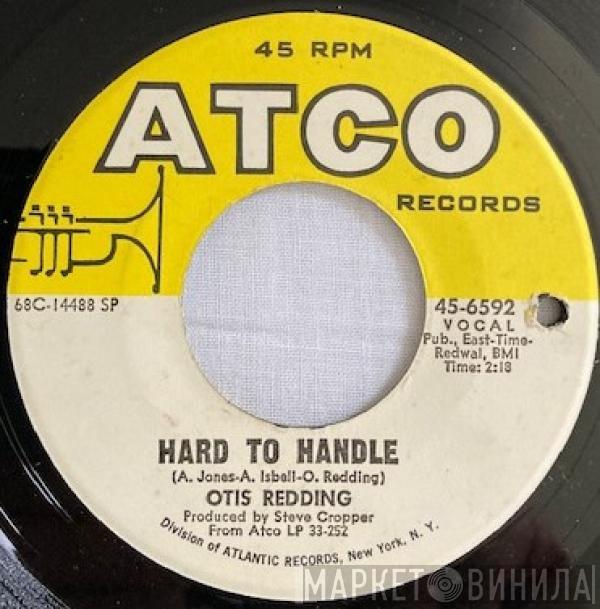 45 RPM
ATCO
RECORDS
68C-14488 SP
45-6592
VOCAL
Pub., East-Time-
Redwal, BMI
Time: 2:18
HARD TO HANDLE
(A. Jones-A. Isbell-O. Redding)
OTIS REDDING
Produced by Steve Cropper
From Atco LP 33-252
Division of ATLANTIC RECORDS, New York, N. Y.
МАРКЕТ ВИНИЛА